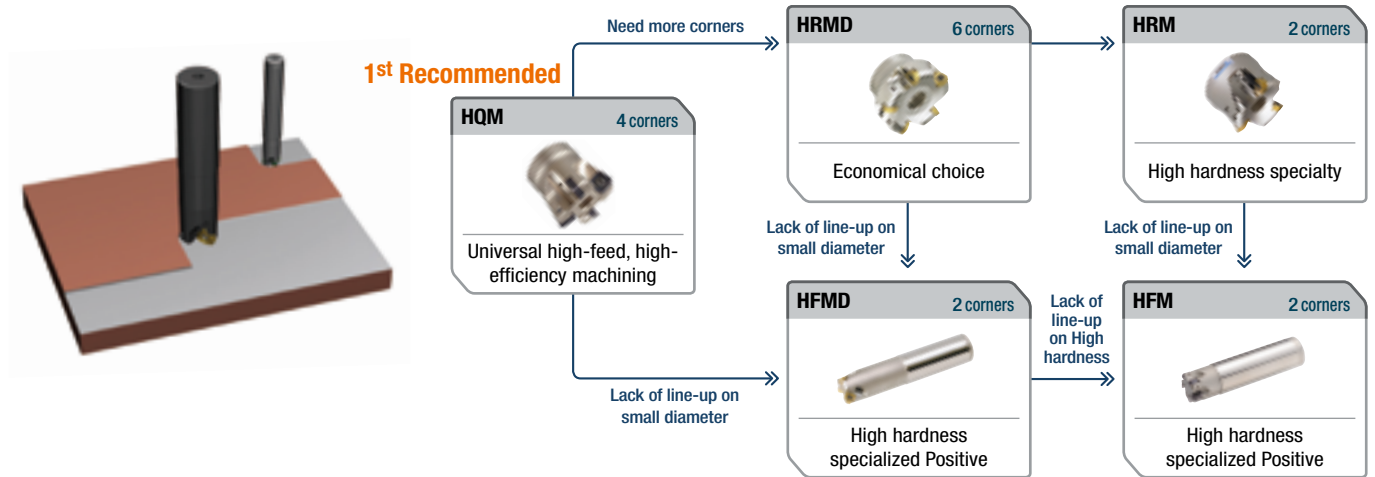 1st Recommended
HQM 4 corners
Universal high-feed, high-
efficiency machining
Need more corners
HRMD 6 corners
Economical choice
HRM 2 corners
High hardness specialty
Lack of line-up on
small diameter
Lack of line-up on
small diameter
Lack of line-up on
small diameter
HFMD 2 corners
High hardness
specialized Positive
Lack of
line-up
on High
hardness
HFM 2 corners
High hardness
specialized Positive